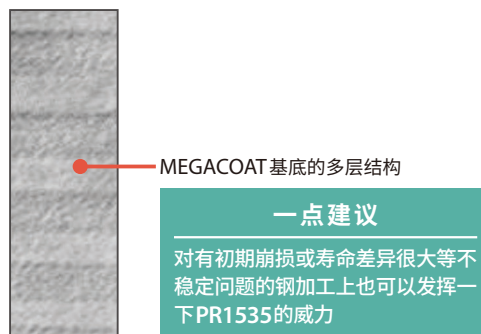 MEGACOAT基底的多层结构
一点建议
对有初期崩损或寿命差异很大等不
稳定问题的钢加工上也可以发挥一
下PR1535的威力